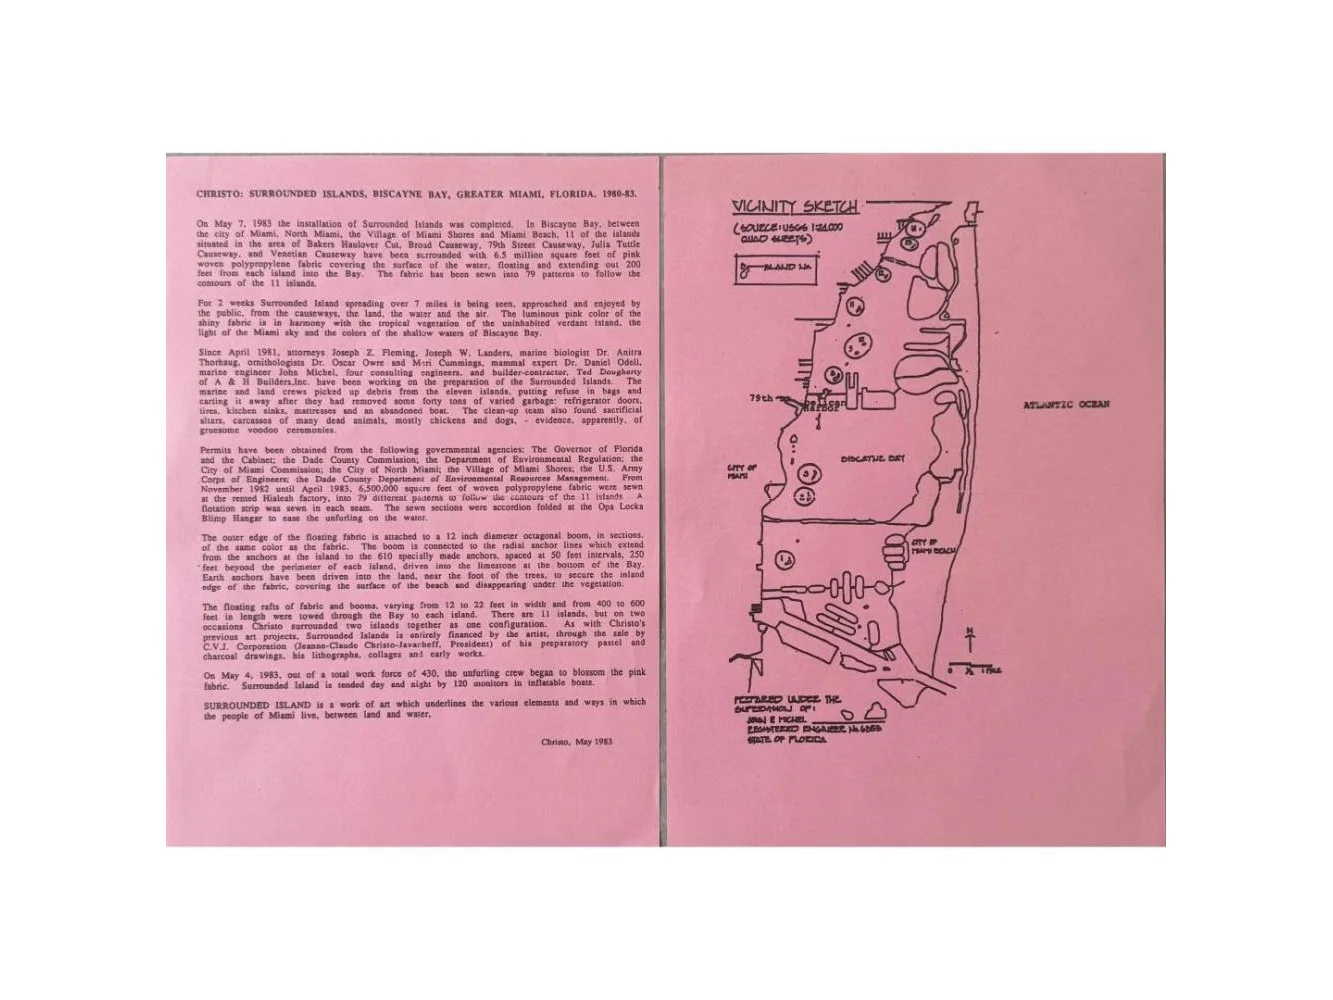 CHRISTO: SURROUNDED ISLANDS, BISCAYNE BAY, GREATER MIAMI, FLORIDA. 1980-83.
On May 7, 1983 the installation of Surrounded Islands was completed. In Biscayne Bay, between
the city of Miami, North Miami, the Village of Miami Shores and Miami Beach, 11 of the islands
situated in the area of Bakers Haulover Cut, Broad Causeway, 79th Street Causeway, Julia Tuttle
Causeway, and Venetian Causeway have been surrounded with 6.5 million square feet of pink
woven polypropylene fabric covering the surface of the water, floating and extending out 200
feet from each island into the Bay. The fabric has been sewn into 79 patterns to follow the
contours of the 11 islands.
For 2 weeks Surrounded Island spreading over 7 miles is being seen, approached and enjoyed by
the public, from the causeways, the land, the water and the air. The luminous pink color of the
shiny fabric is in harmony with the tropical vegetation of the uninhabited verdant island, the
light of the Miami sky and the colors of the shallow waters of Biscayne Bay.
Since April 1981, attorneys Joseph Z. Fleming, Joseph W. Landers, marine biologist Dr. Anitra
Thorhaug, ornithologists Dr. Oscar Owre and Meri Cummings, mammal expert Dr. Daniel Odell,
marine engineer John Michel, four consulting engineers, and builder-contractor, Ted Dougherty
of A & H Builders,Inc. have been working on the preparation of the Surrounded Islands. The
marine and land crews picked up debris from the eleven islands, putting refuse in bags and
carting it away after they had removed some forty tons of varied garbage: refrigerator doors,
tires, kitchen sinks, mattresses and an abandoned boat. The clean-up team also found sacrificial
altars, carcasses of many dead animals, mostly chickens and dogs, - evidence, apparently, of
gruesome voodoo ceremonies.
Permits have been obtained from the following governmental agencies: The Governor of Florida
and the Cabinet; the Dade County Commission; the Department of Environmental Regulation; the
City of Miami Commission; the City of North Miami; the Village of Miami Shores; the U.S. Army
Corps of Engineers; the Dade County Department of Environmental Resources Management. From
November 1982 until April 1983, 6,500,000 square feet of woven polypropylene fabric were sewn
at the rented Hialeah factory, into 79 different patterns to follow the contours of the 11 islands. A
flotation strip was sewn in each seam. The sewn sections were accordion folded at the Opa Locka
Blimp Hangar to ease the unfurling on the water.
The outer edge of the floating fabric is attached to a 12 inch diameter octagonal boom, in sections,
of the same color as the fabric. The boom is connected to the radial anchor lines which extend
from the anchors at the island to the 610 specially made anchors, spaced at 50 feet intervals, 250
feet beyond the perimeter of each island, driven into the limestone at the bottom of the Bay.
Earth anchors have been driven into the land, near the foot of the trees, to secure the inland
edge of the fabric, covering the surface of the beach and disappearing under the vegetation.
The floating rafts of fabric and booms, varying from 12 to 22 feet in width and from 400 to 600
feet in length were towed through the Bay to each island. There are 11 islands, but on two
occasions Christo surrounded two islands together as one configuration. As with Christo's
previous art projects, Surrounded Islands is entirely financed by the artist, through the sale by
C.V.J. Corporation (Jeanne-Claude Christo-Javacheff, President) of his preparatory pastel and
charcoal drawings, his lithographs, collages and early works.
On May 4, 1983, out of a total work force of 430, the unfurling crew began to blossom the pink
fabric. Surrounded Island is tended day and night by 120 monitors in inflatable boats.
SURROUNDED ISLAND is a work of art which underlines the various elements and ways in which
the people of Miami live, between land and water,
Christo, May 1983
VICINITY SKETCH
(SOURCE: USGS 1:24,000
QUAD SHEETS)
ISLAND No
79th
pelican
harbor
ATLANTIC OCEAN
BISCAYNE BAY
CITY OF
MIAMI
CITY OF
MIAMI BEACH
N
0 ½ 1 MILE
PREPARED UNDER THE
SUPERVISION OF:
JOHN E MICHEL
REGISTERED ENGINEER
STATE OF FLORIDA